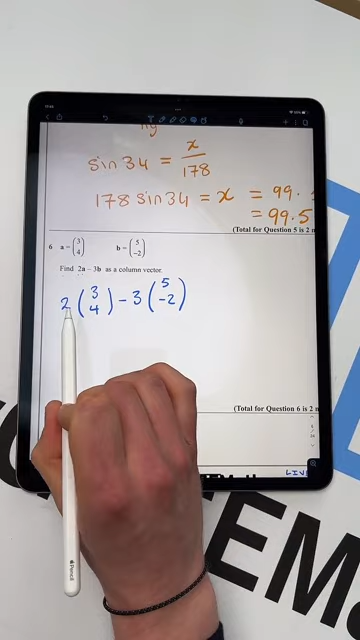 sin 34 = x/178
178 sin 34 = x = 99.
= 99.5
(Total for Question 5 is 2
6 a = (3 4) b = (5 -2)
Find 2a – 3b as a column vector.
2 (3 4) - 3 (5 -2)
(Total for Question 6 is 2
LIV
EM